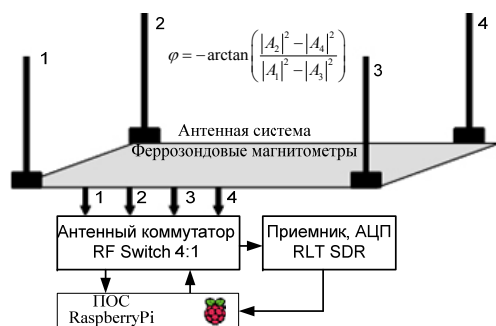 2
4
1
φ = −arctan( (|A₂|² − |A₄|²) / (|A₁|² − |A₃|²) )
3
Антенная система
Феррозондовые магнитометры
1 2 3 4
Антенный коммутатор
RF Switch 4:1
Приемник, АЦП
RLT SDR
ПОС
RaspberryPi